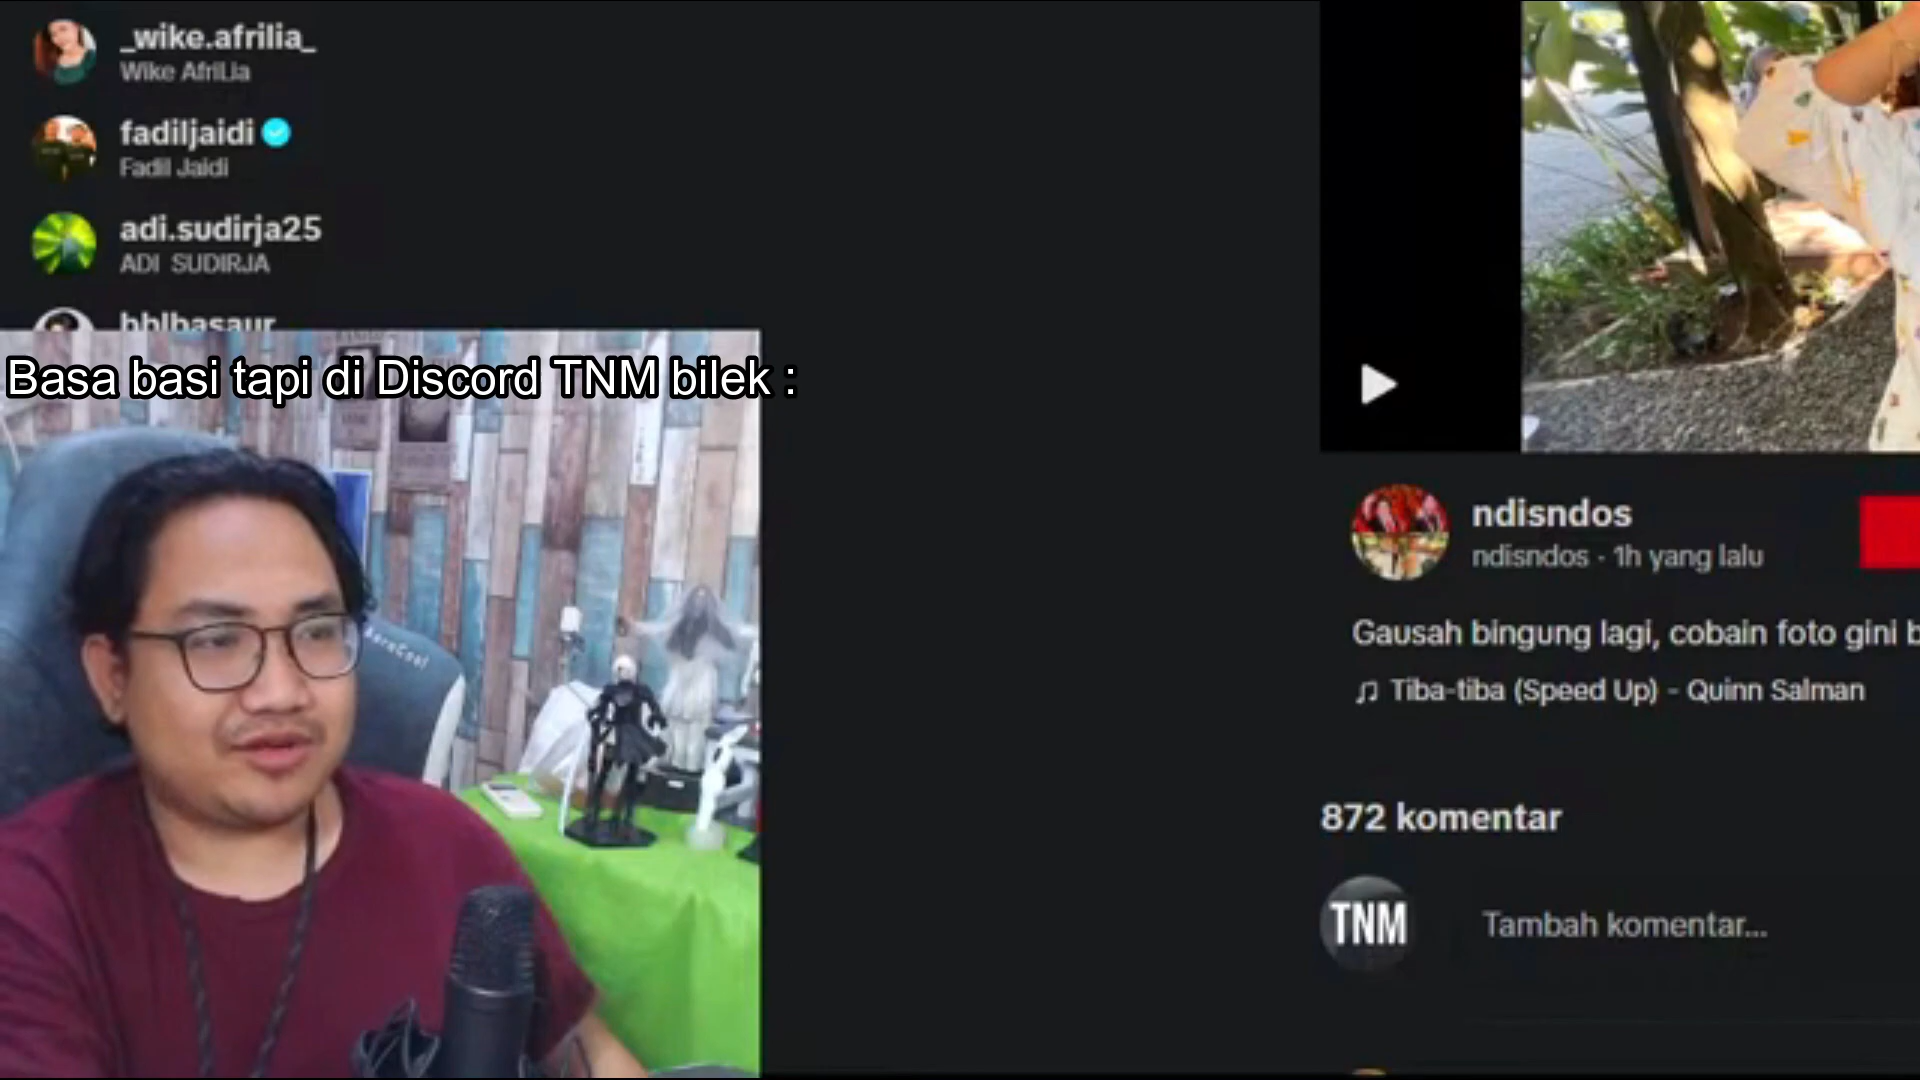 _wike.afrilia_
Wike AfriLia
fadiljaidi
Fadil Jaidi
adi.sudirja25
ADI SUDIRJA
bblbasaur
Basa basi tapi di Discord TNM bilek :
AeroCool
ndisndos
ndisndos · 1h yang lalu
Gausah bingung lagi, cobain foto gini b
♫ Tiba-tiba (Speed Up) - Quinn Salman
872 komentar
TNM
Tambah komentar...